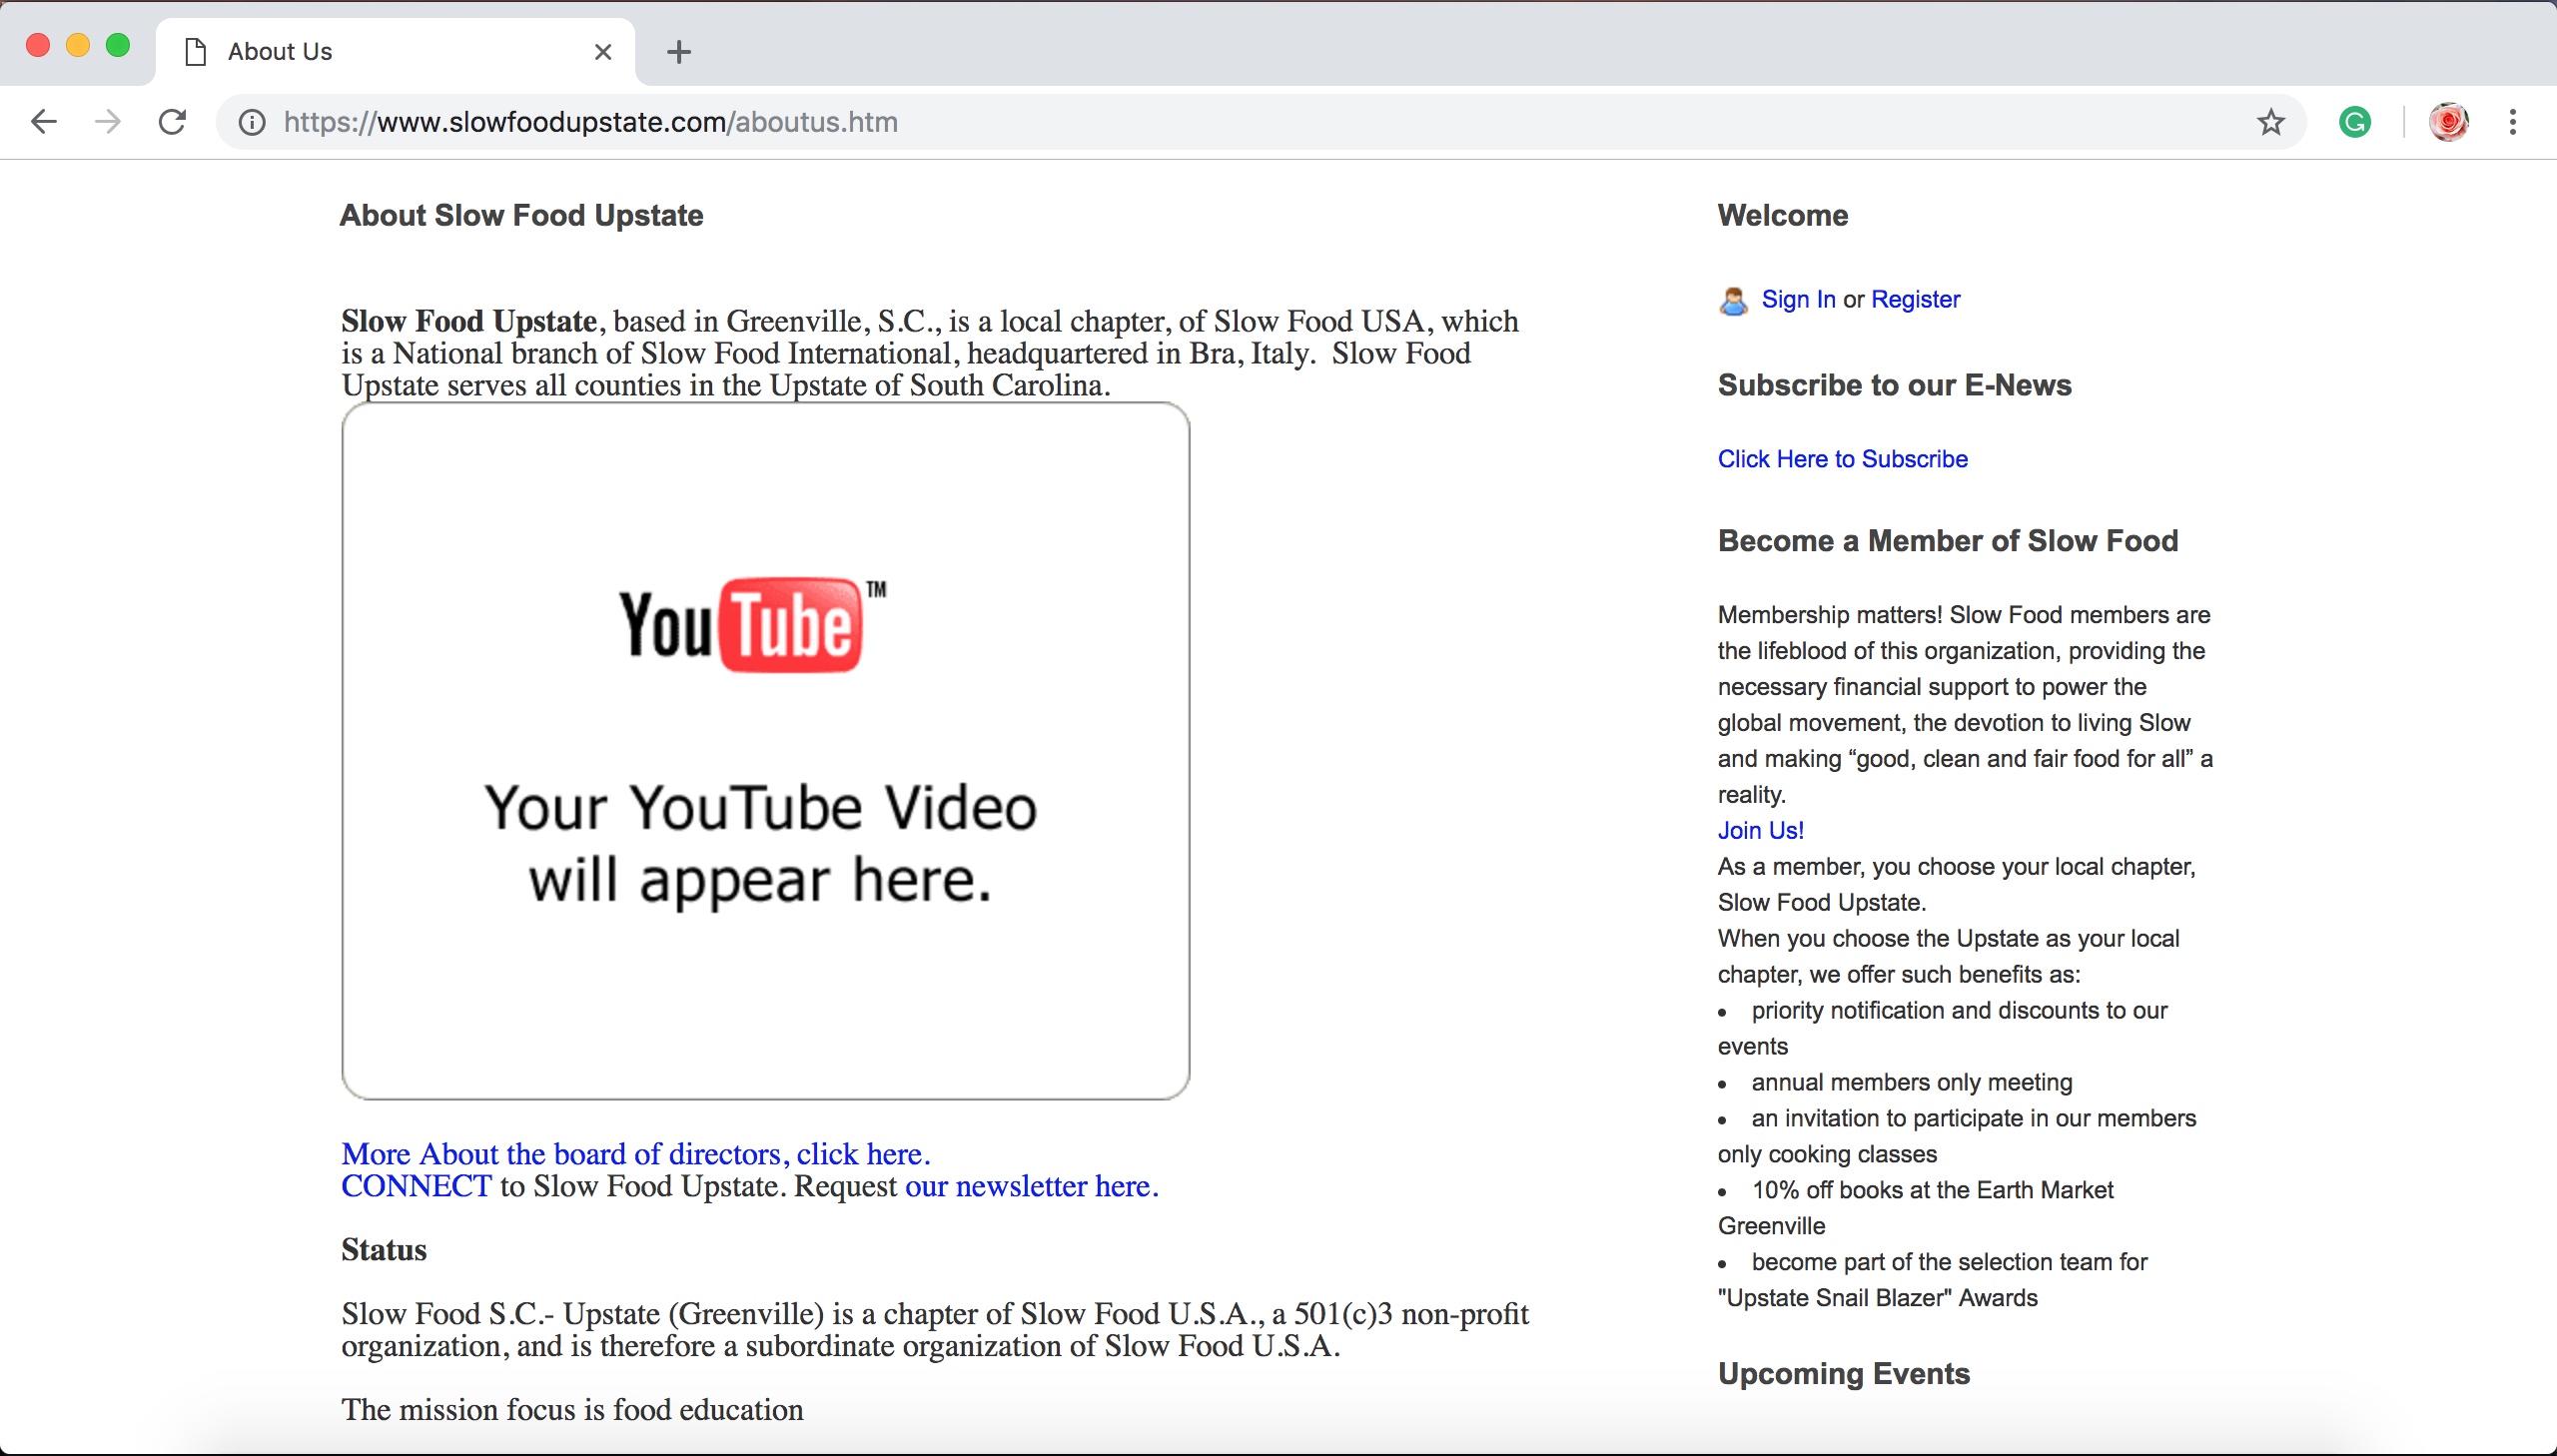 About Us
https://www.slowfoodupstate.com/aboutus.htm
About Slow Food Upstate
Slow Food Upstate, based in Greenville, S.C., is a local chapter, of Slow Food USA, which
is a National branch of Slow Food International, headquartered in Bra, Italy.  Slow Food
Upstate serves all counties in the Upstate of South Carolina.
YouTube™
Your YouTube Video
will appear here.
More About the board of directors, click here.
CONNECT to Slow Food Upstate. Request our newsletter here.
Status
Slow Food S.C.- Upstate (Greenville) is a chapter of Slow Food U.S.A., a 501(c)3 non-profit
organization, and is therefore a subordinate organization of Slow Food U.S.A.
The mission focus is food education
Welcome
Sign In or Register
Subscribe to our E-News
Click Here to Subscribe
Become a Member of Slow Food
Membership matters! Slow Food members are
the lifeblood of this organization, providing the
necessary financial support to power the
global movement, the devotion to living Slow
and making “good, clean and fair food for all” a
reality.
Join Us!
As a member, you choose your local chapter,
Slow Food Upstate.
When you choose the Upstate as your local
chapter, we offer such benefits as:
• priority notification and discounts to our
events
• annual members only meeting
• an invitation to participate in our members
only cooking classes
• 10% off books at the Earth Market
Greenville
• become part of the selection team for
"Upstate Snail Blazer" Awards
Upcoming Events